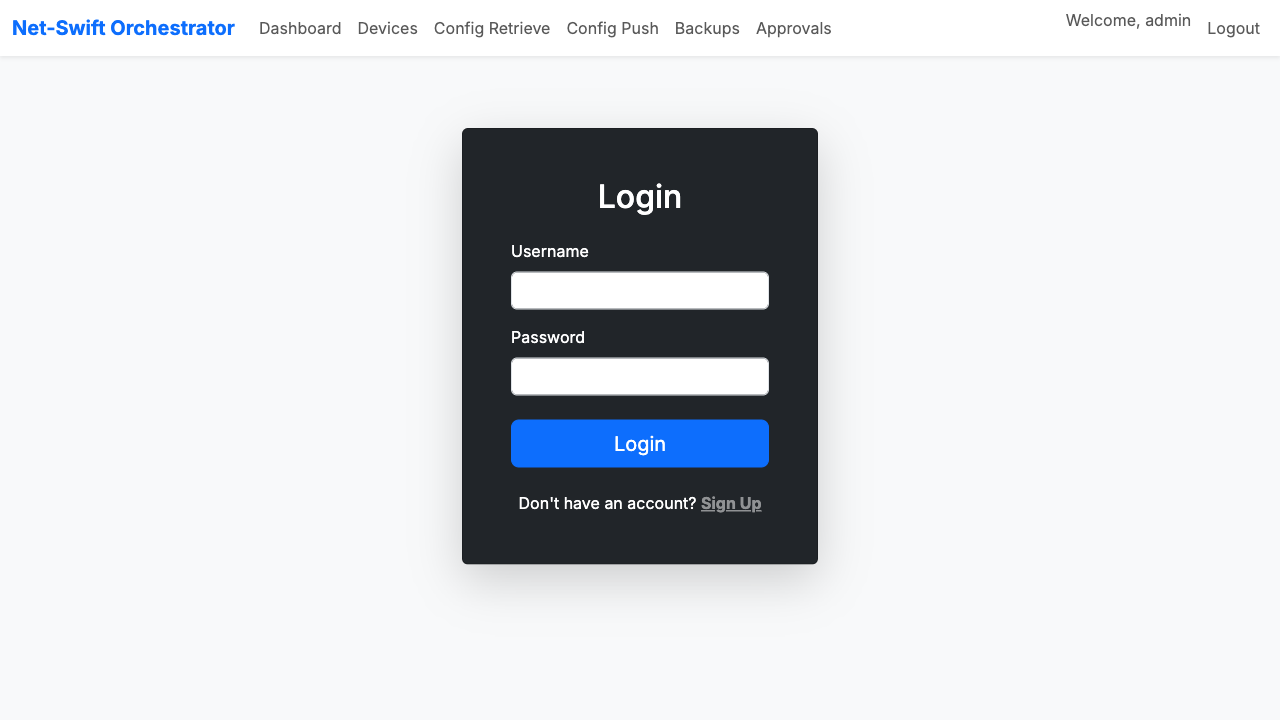 Net-Swift Orchestrator Dashboard Devices Config Retrieve Config Push Backups Approvals Welcome, admin Logout
Login
Username
Password
Login
Don't have an account? Sign Up